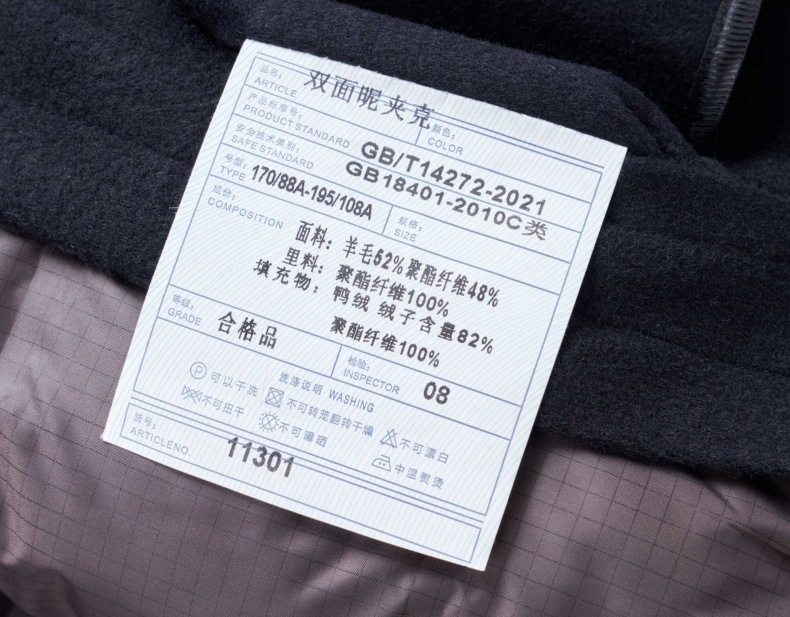 品名:
ARTICLE 双面昵夹克
颜色:
COLOR
产品标准号:
PRODUCT STANDARD GB/T14272-2021
安全技术类别:
SAFE STANDARD GB18401-2010C类
号型:
TYPE 170/88A-195/108A
规格:
SIZE
成份:
COMPOSITION
面料: 羊毛52%聚酯纤维48%
里料: 聚酯纤维100%
填充物: 鸭绒 绒子含量82%
聚酯纤维100%
等级:
GRADE 合格品
检验:
INSPECTOR 08
洗涤说明 WASHING
P 可以干洗 不可转笼翻转干燥 不可漂白
不可扭干 不可曝晒 中温熨烫
货号:
ARTICLENO. 11301